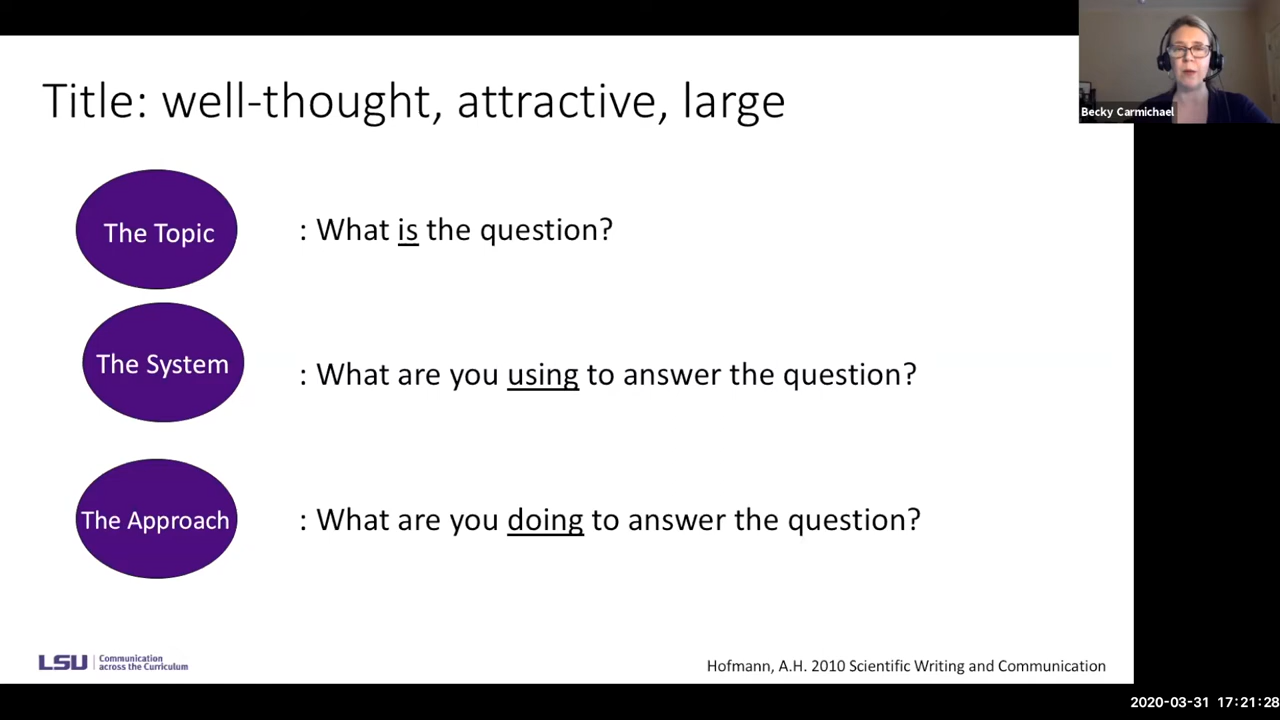 Title: well-thought, attractive, large
Becky Carmichael
The Topic
: What is the question?
The System
: What are you using to answer the question?
The Approach
: What are you doing to answer the question?
LSU
Communication
across the Curriculum
Hofmann, A.H. 2010 Scientific Writing and Communication
2020-03-31 17:21:28